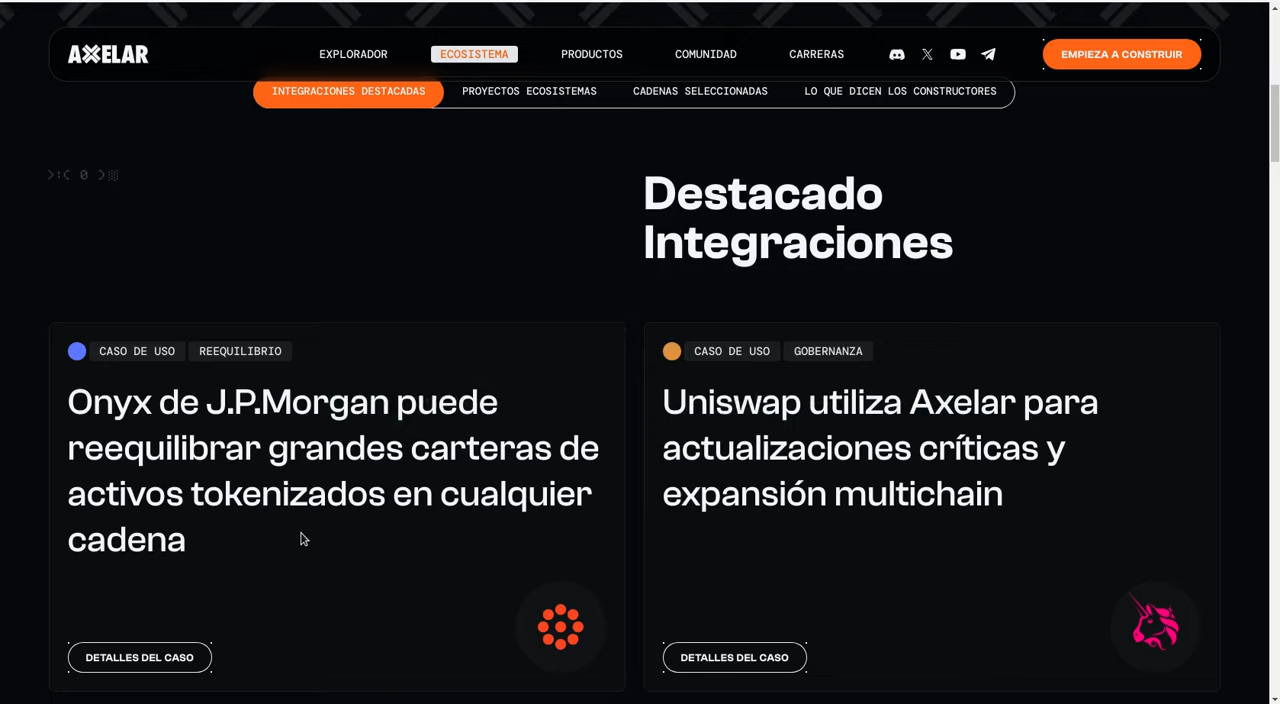 AXELAR
EXPLORADOR
ECOSISTEMA
PRODUCTOS
COMUNIDAD
CARRERAS
EMPIEZA A CONSTRUIR
INTEGRACIONES DESTACADAS
PROYECTOS ECOSISTEMAS
CADENAS SELECCIONADAS
LO QUE DICEN LOS CONSTRUCTORES
Destacado
Integraciones
CASO DE USO
REEQUILIBRIO
Onyx de J.P.Morgan puede
reequilibrar grandes carteras de
activos tokenizados en cualquier
cadena
DETALLES DEL CASO
CASO DE USO
GOBERNANZA
Uniswap utiliza Axelar para
actualizaciones críticas y
expansión multichain
DETALLES DEL CASO